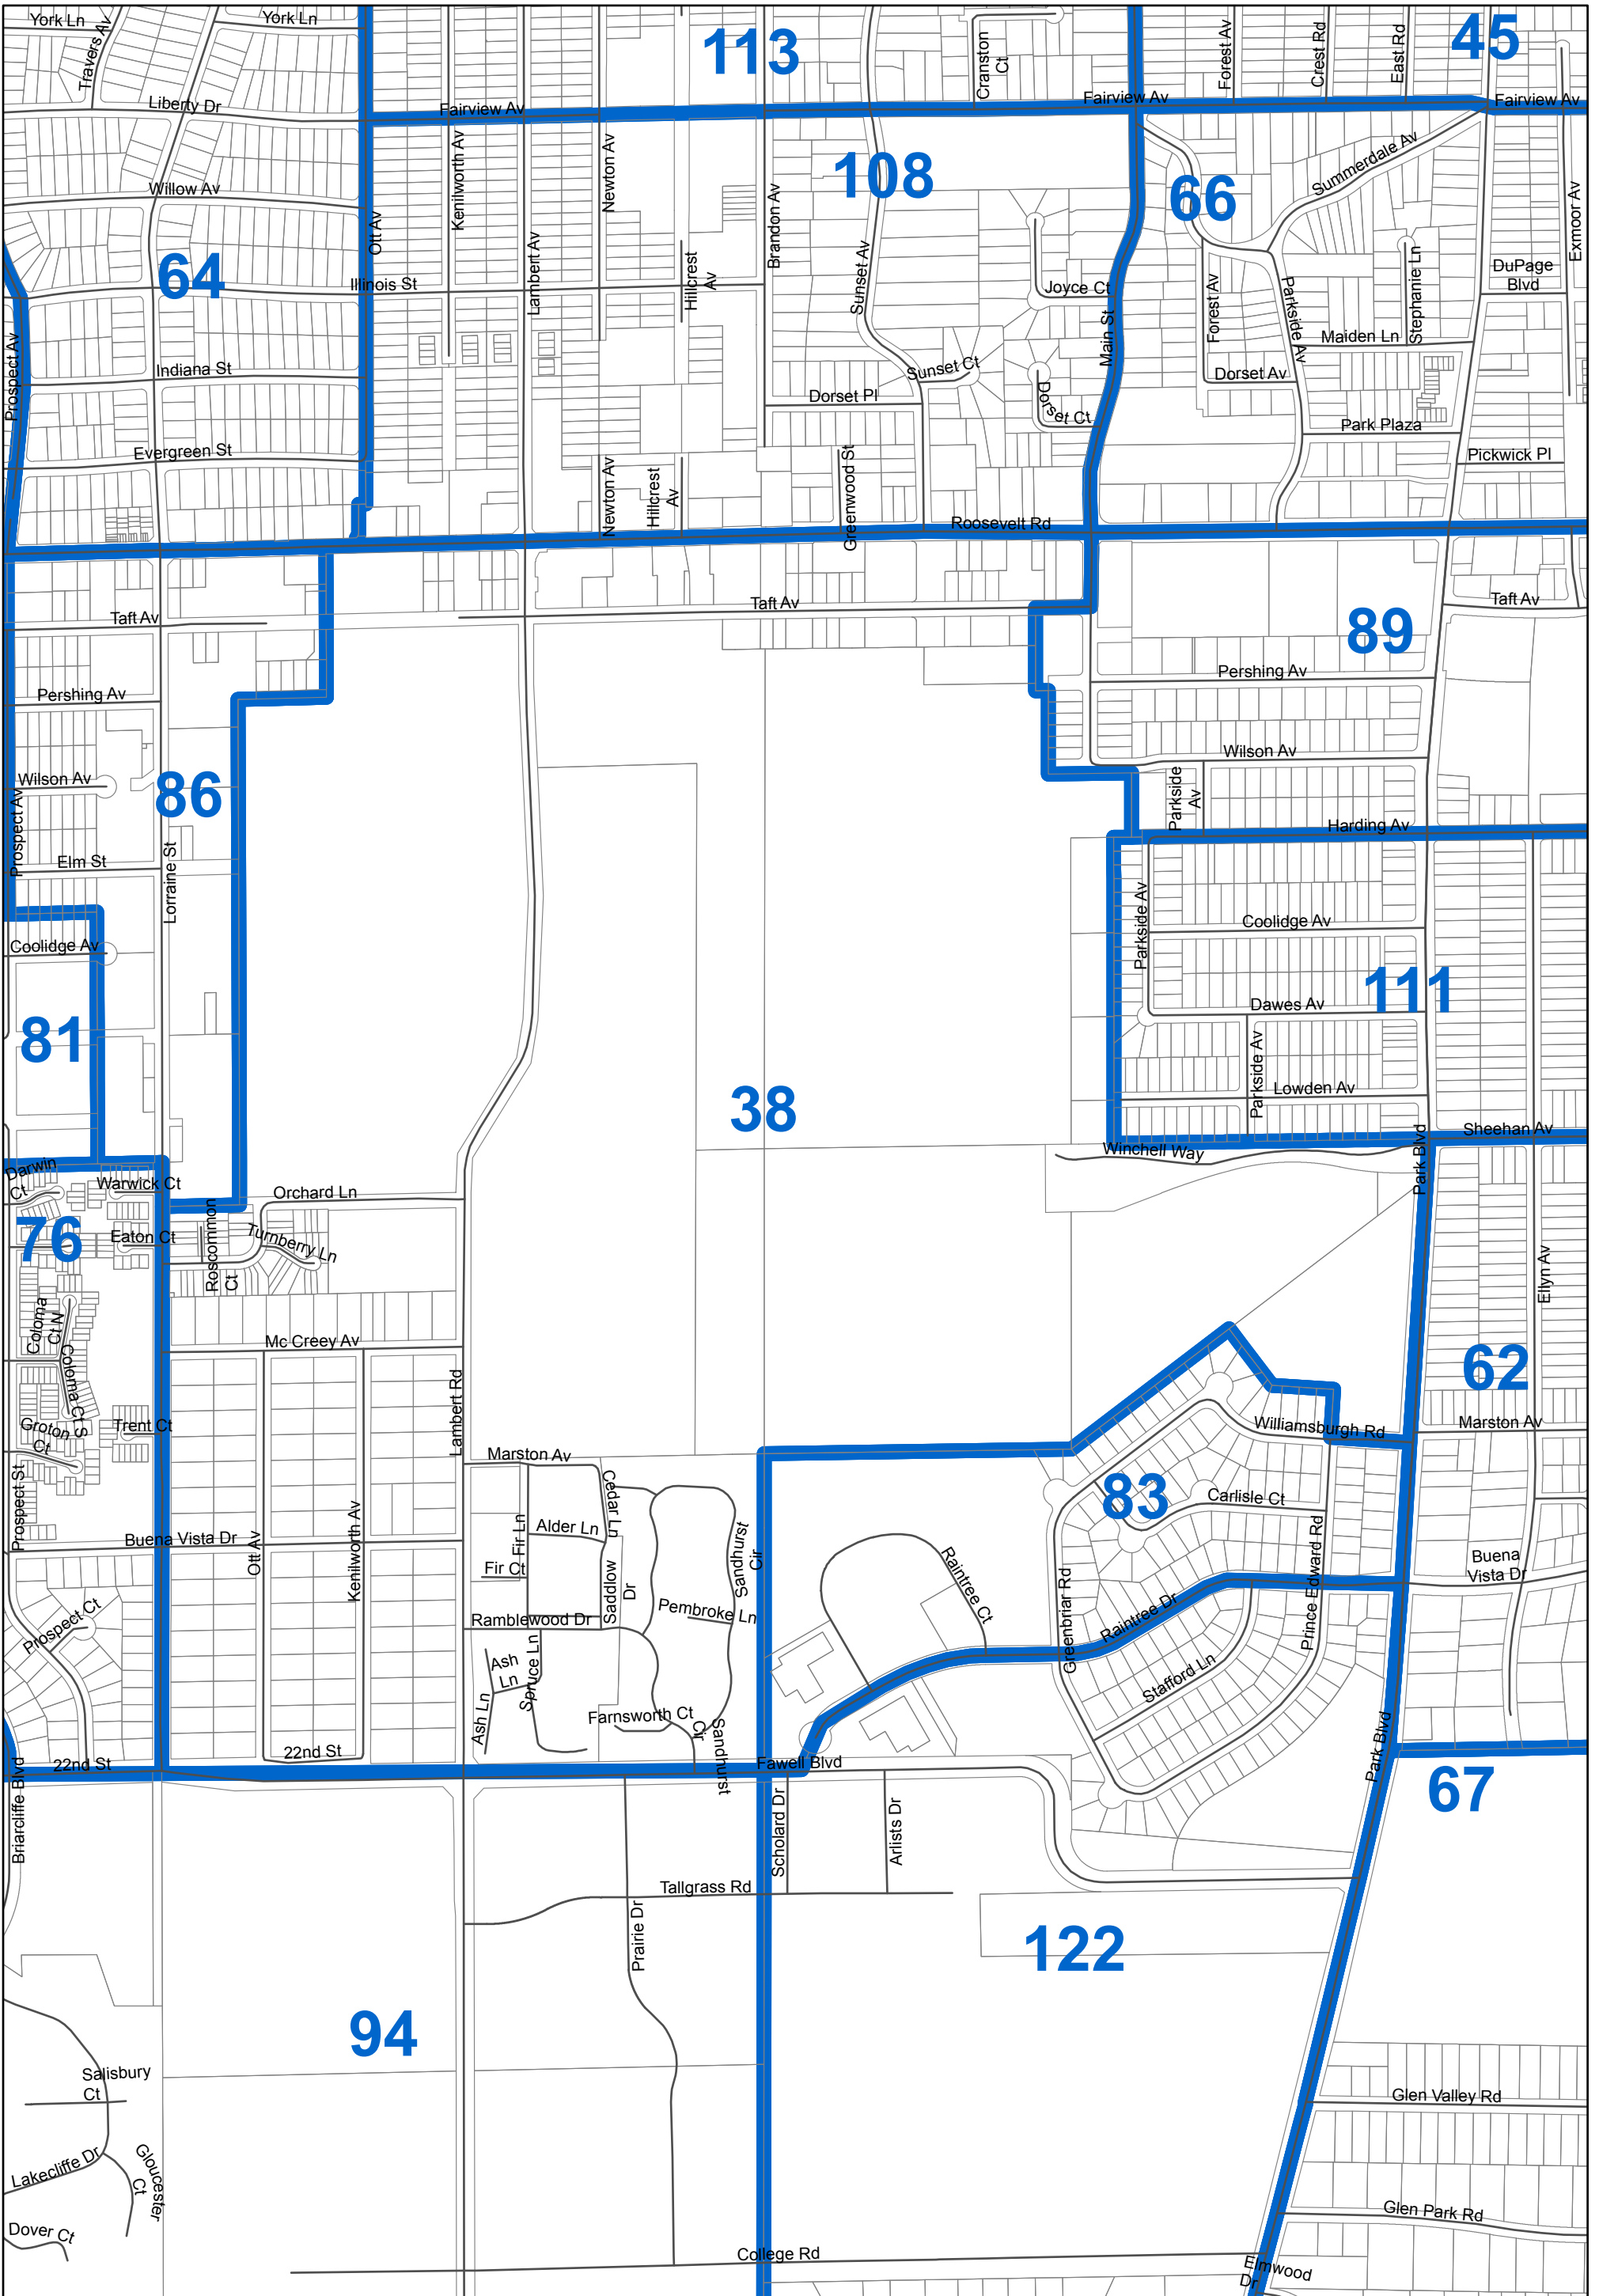 York Ln
Travers Av
York Ln
113
Cranston
Ct
Forest Av
Crest Rd
East Rd
45
Liberty Dr
Fairview Av
Fairview Av
Fairview Av
Kenilworth Av
Newton Av
108
66
Summerdale Av
Exmoor Av
Willow Av
Ott Av
Lambert Av
Brandon Av
Sunset Av
64
Illinois St
Hillcrest
Av
Joyce Ct
Main St
Forest Av
Parkside Av
Stephanie Ln
DuPage
Blvd
Maiden Ln
Prospect Av
Indiana St
Sunset Ct
Dorset Av
Dorset Pl
Dorset Ct
Park Plaza
Evergreen St
Newton Av
Hillcrest
Av
Greenwood St
Pickwick Pl
Roosevelt Rd
Taft Av
Taft Av
Taft Av
89
Pershing Av
Pershing Av
Wilson Av
Wilson Av
Prospect Av
86
Parkside
Av
Harding Av
Elm St
Lorraine St
Coolidge Av
Parkside Av
Coolidge Av
111
Dawes Av
81
Parkside Av
38
Lowden Av
Sheehan Av
Winchell Way
Park Blvd
Darwin
Ct
Warwick Ct
Orchard Ln
76
Eaton Ct
Roscommon
Ct
Turnberry Ln
Ellyn Av
Coloma
Ct N
Mc Creey Av
62
Coloma Ct S
Lambert Rd
Groton
Ct
Trent Ct
Williamsburgh Rd
Marston Av
Marston Av
Prospect St
Cedar Ln
83
Carlisle Ct
Buena Vista Dr
Ott Av
Kenilworth Av
Fir Ln
Alder Ln
Fir Ct
Saddlow
Dr
Sandhurst
Cir
Raintree Ct
Greenbriar Rd
Prince Edward Rd
Buena
Vista Dr
Prospect Ct
Ramblewood Dr
Pembroke Ln
Raintree Dr
Ash
Ln
Spruce Ln
Stafford Ln
Ash Ln
Farnsworth Ct
Sandhurst
Cir
Park Blvd
22nd St
22nd St
Fawell Blvd
Briarcliffe Blvd
Scholard Dr
Arlists Dr
67
Tallgrass Rd
Prairie Dr
122
94
Salisbury
Ct
Glen Valley Rd
Lakecliffe Dr
Gloucester
Ct
Glen Park Rd
Dover Ct
College Rd
Elmwood
Dr